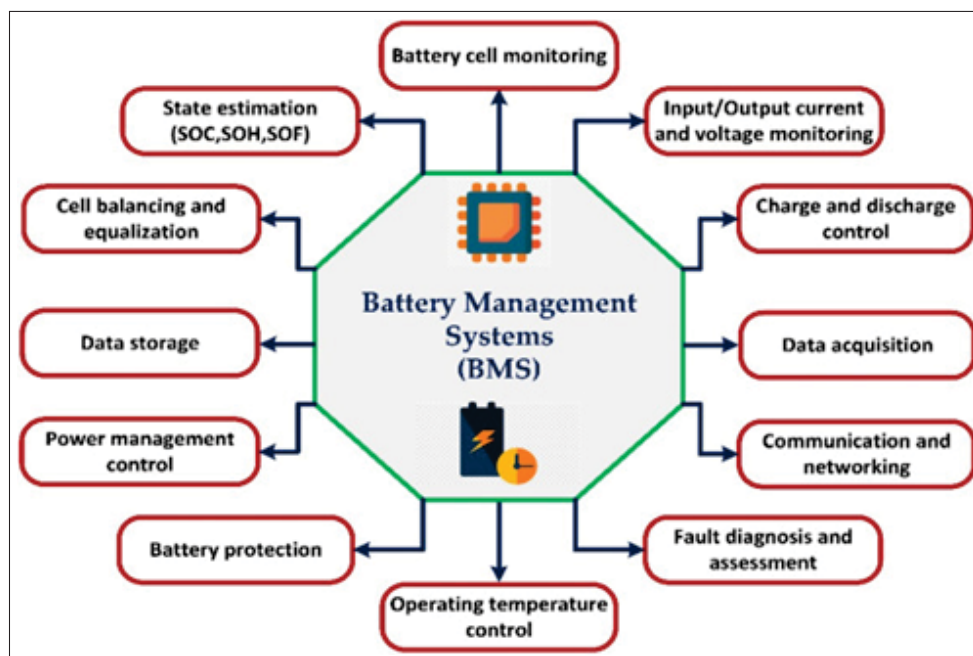 Battery cell monitoring
State estimation
(SOC,SOH,SOF)
Input/Output current
and voltage monitoring
Cell balancing and
equalization
Charge and discharge
control
Battery Management
Systems
(BMS)
Data storage
Data acquisition
Power management
control
Communication and
networking
Battery protection
Fault diagnosis and
assessment
Operating temperature
control